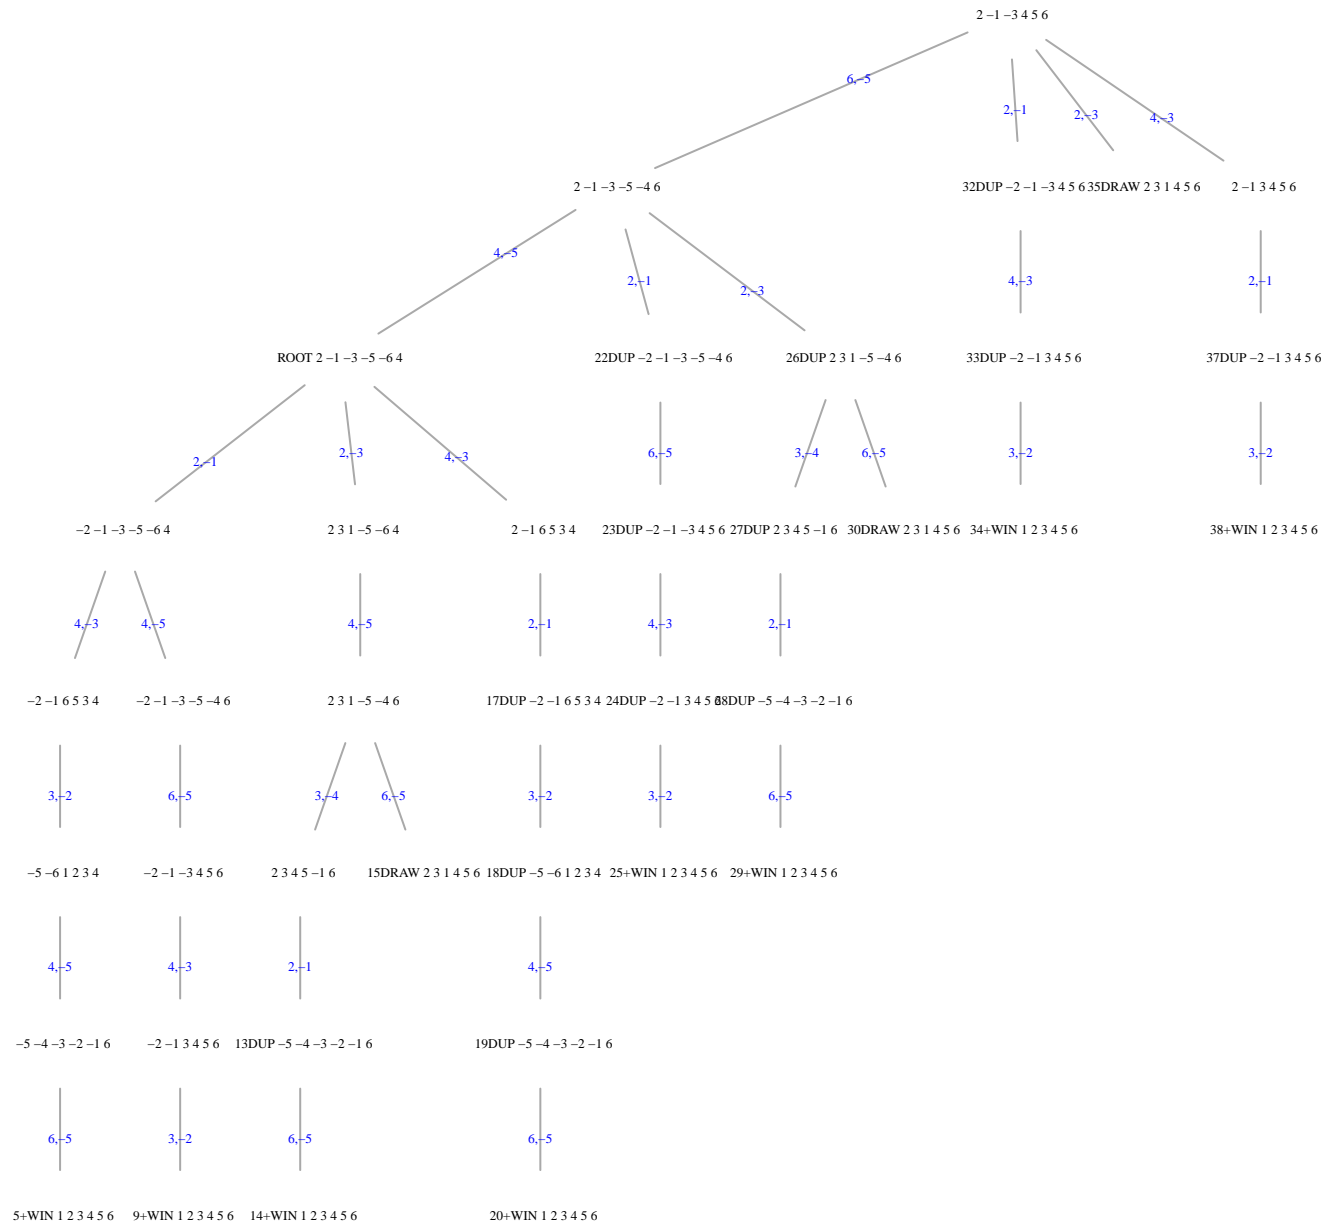 2 −1 −3 4 5 6
6,−5
2,−1
2,−3
4,−3
2 −1 −3 −5 −4 6
32DUP −2 −1 −3 4 5 6
35DRAW 2 3 1 4 5 6
2 −1 3 4 5 6
4,−5
2,−1
2,−3
4,−3
2,−1
ROOT 2 −1 −3 −5 −6 4
22DUP −2 −1 −3 −5 −4 6
26DUP 2 3 1 −5 −4 6
33DUP −2 −1 3 4 5 6
37DUP −2 −1 3 4 5 6
2,−1
2,−3
4,−3
6,−5
3,−4
6,−5
3,−2
3,−2
−2 −1 −3 −5 −6 4
2 3 1 −5 −6 4
2 −1 6 5 3 4
23DUP −2 −1 −3 4 5 6
27DUP 2 3 4 5 −1 6
30DRAW 2 3 1 4 5 6
34+WIN 1 2 3 4 5 6
38+WIN 1 2 3 4 5 6
4,−3
4,−5
4,−5
2,−1
4,−3
2,−1
−2 −1 6 5 3 4
−2 −1 −3 −5 −4 6
2 3 1 −5 −4 6
17DUP −2 −1 6 5 3 4
24DUP −2 −1 3 4 5 6
28DUP −5 −4 −3 −2 −1 6
3,−2
6,−5
3,−4
6,−5
3,−2
3,−2
6,−5
−5 −6 1 2 3 4
−2 −1 −3 4 5 6
2 3 4 5 −1 6
15DRAW 2 3 1 4 5 6
18DUP −5 −6 1 2 3 4
25+WIN 1 2 3 4 5 6
29+WIN 1 2 3 4 5 6
4,−5
4,−3
2,−1
4,−5
−5 −4 −3 −2 −1 6
−2 −1 3 4 5 6
13DUP −5 −4 −3 −2 −1 6
19DUP −5 −4 −3 −2 −1 6
6,−5
3,−2
6,−5
6,−5
5+WIN 1 2 3 4 5 6
9+WIN 1 2 3 4 5 6
14+WIN 1 2 3 4 5 6
20+WIN 1 2 3 4 5 6